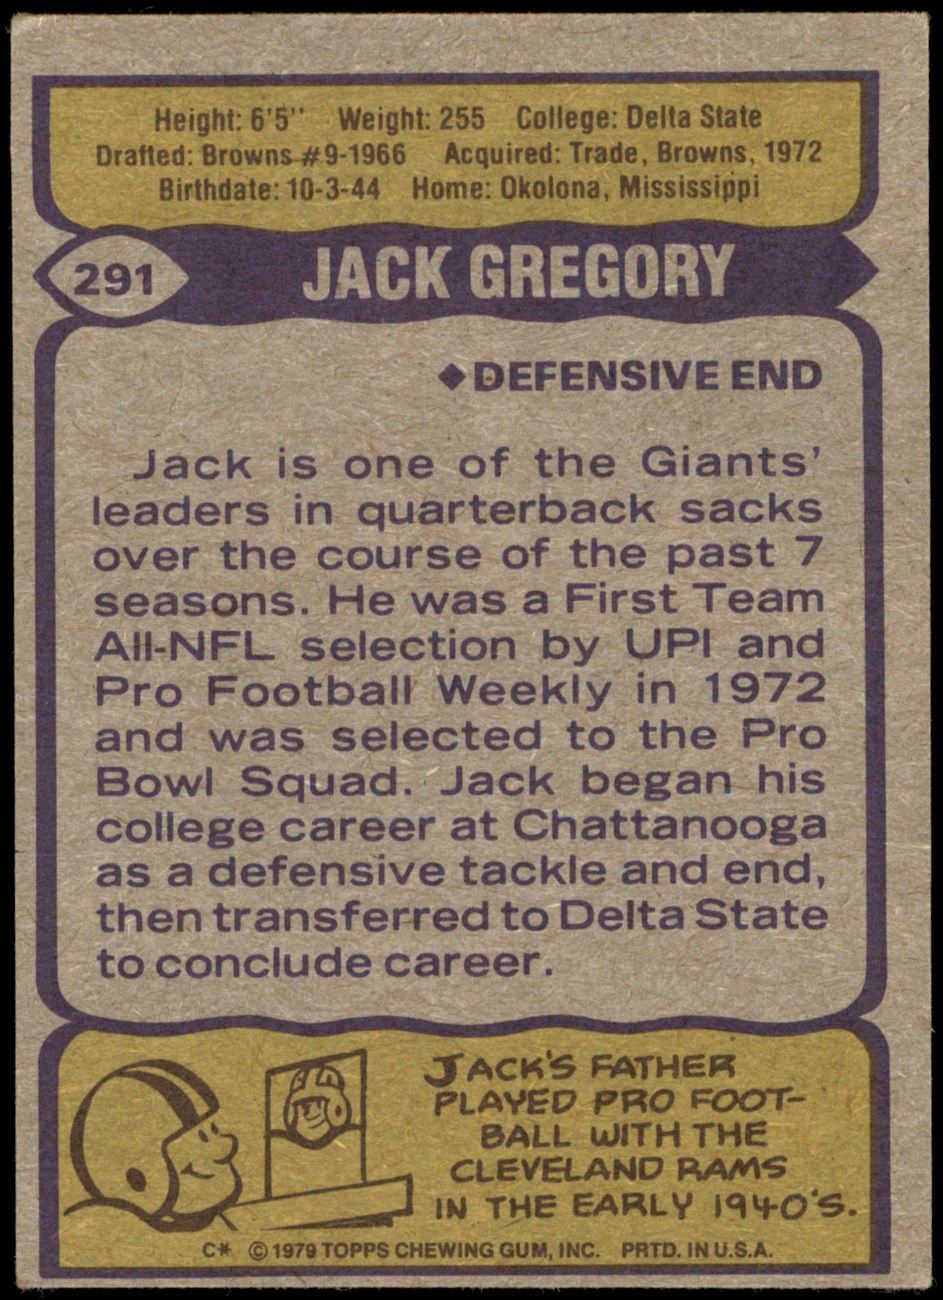 Height: 6'5'' Weight: 255 College: Delta State
Drafted: Browns #9-1966 Acquired: Trade, Browns, 1972
Birthdate: 10-3-44 Home: Okolona, Mississippi
291 JACK GREGORY
◆DEFENSIVE END
Jack is one of the Giants'
leaders in quarterback sacks
over the course of the past 7
seasons. He was a First Team
All-NFL selection by UPI and
Pro Football Weekly in 1972
and was selected to the Pro
Bowl Squad. Jack began his
college career at Chattanooga
as a defensive tackle and end,
then transferred to Delta State
to conclude career.
JACK'S FATHER
PLAYED PRO FOOT-
BALL WITH THE
CLEVELAND RAMS
IN THE EARLY 1940'S.
C* © 1979 TOPPS CHEWING GUM, INC. PRTD. IN U.S.A.